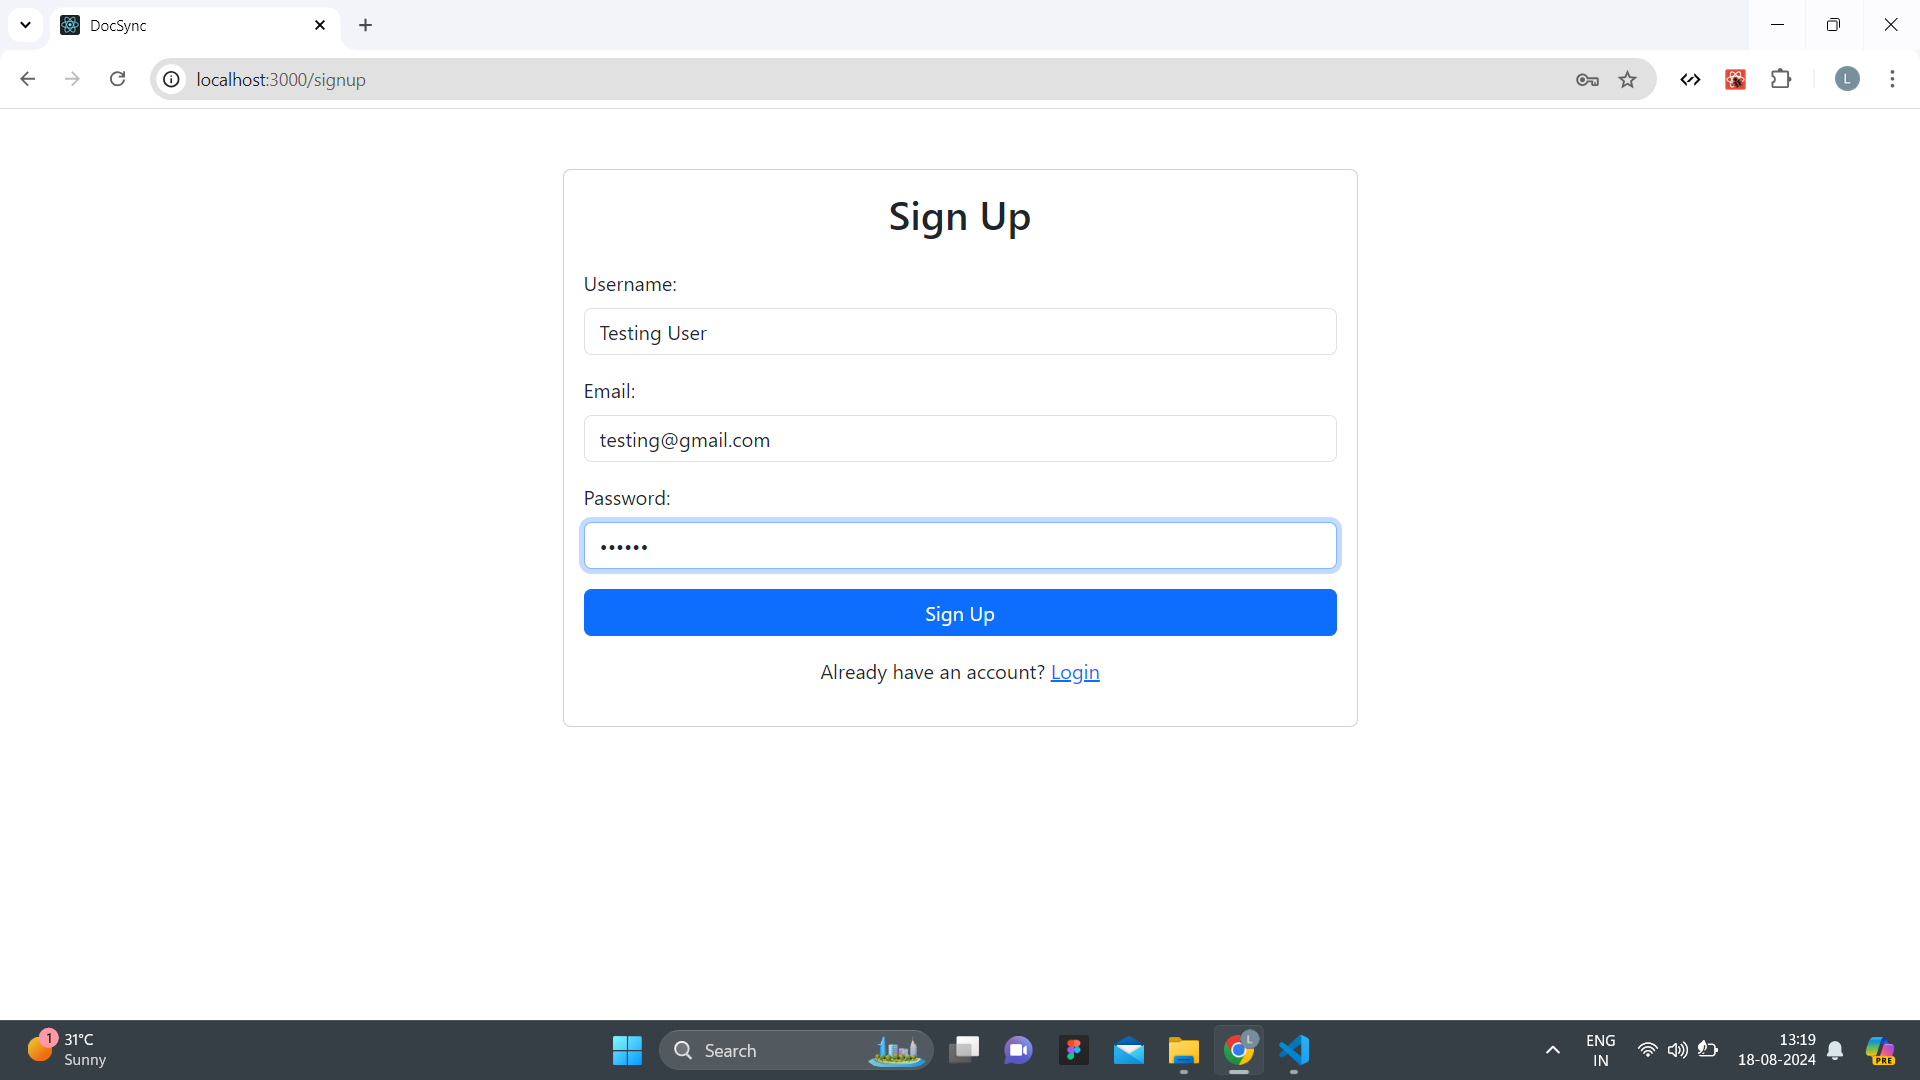 DocSync
localhost:3000/signup
L
Sign Up
Username:
Testing User
Email:
testing@gmail.com
Password:
••••••
Sign Up
Already have an account? Login
1
31°C
Sunny
Search
L
ENG
IN
13:19
18-08-2024
PRE